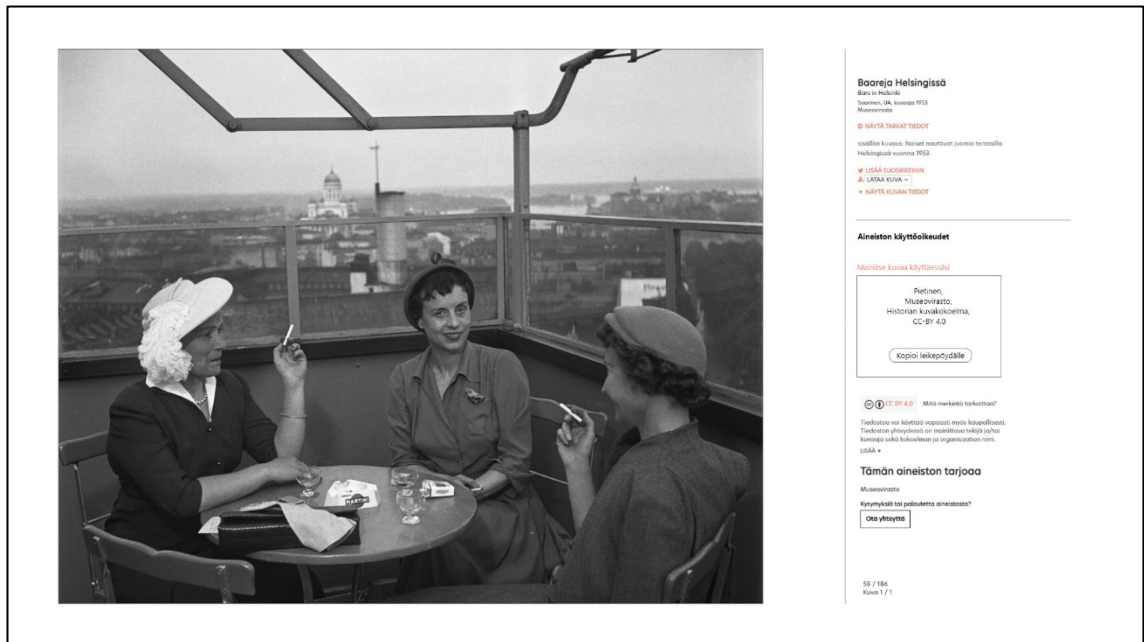 MARTINI
Baareja Helsingissä
Bars in Helsinki
Saarinen, UA, kuvaaja 1953
Museovirasto
NÄYTÄ TARKAT TIEDOT
sisällön kuvaus: Naiset nauttivat juomia terassilla
Helsingissä vuonna 1953.
LISÄÄ SUOSIKKEIHIN
LATAA KUVA
NÄYTÄ KUVAN TIEDOT
Aineiston käyttöoikeudet
Mainitse kuvaa käyttäessäsi
Pietinen,
Museovirasto,
Historian kuvakokoelma,
CC-BY 4.0
Kopioi leikepöydälle
cc CC BY 4.0 Mitä merkintä tarkoittaa?
Tiedostoa voi käyttää vapaasti myös kaupallisesti.
Tiedoston yhteydessä on mainittava tekijä ja/tai
kuvaaja sekä kokoelman ja organisaation nimi.
LISÄÄ
Tämän aineiston tarjoaa
Museovirasto
Kysymyksiä tai palautetta aineistosta?
Ota yhteyttä
58 / 186
Kuva 1 / 1